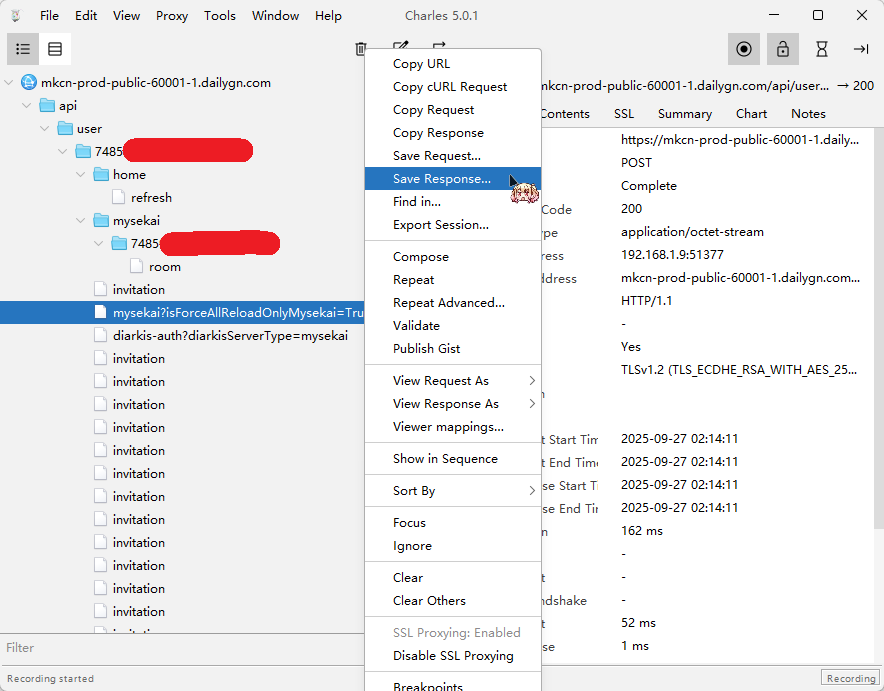 File Edit View Proxy Tools Window Help Charles 5.0.1
mkcn-prod-public-60001-1.dailygn.com
api
user
7485
home
refresh
mysekai
7485
room
invitation
mysekai?isForceAllReloadOnlyMysekai=Tru
diarkis-auth?diarkisServerType=mysekai
invitation
invitation
invitation
invitation
invitation
invitation
invitation
invitation
invitation
invitation
invitation
invitation
Filter
Recording started
Copy URL
Copy cURL Request
Copy Request
Copy Response
Save Request...
Save Response...
Find in...
Export Session...
Compose
Repeat
Repeat Advanced...
Validate
Publish Gist
View Request As
View Response As
Viewer mappings...
Show in Sequence
Sort By
Focus
Ignore
Clear
Clear Others
SSL Proxying: Enabled
Disable SSL Proxying
Breakpoints
mkcn-prod-public-60001-1.dailygn.com/api/user... → 200
Contents SSL Summary Chart Notes
https://mkcn-prod-public-60001-1.daily...
POST
Complete
Code 200
pe application/octet-stream
ress 192.168.1.9:51377
ddress mkcn-prod-public-60001-1.dailygn.com...
HTTP/1.1
-
Yes
TLSv1.2 (TLS_ECDHE_RSA_WITH_AES_25...
n
t Start Tim 2025-09-27 02:14:11
t End Time 2025-09-27 02:14:11
se Start Ti 2025-09-27 02:14:11
se End Tin 2025-09-27 02:14:11
n 162 ms
-
t -
ndshake -
t 52 ms
se 1 ms
Recording